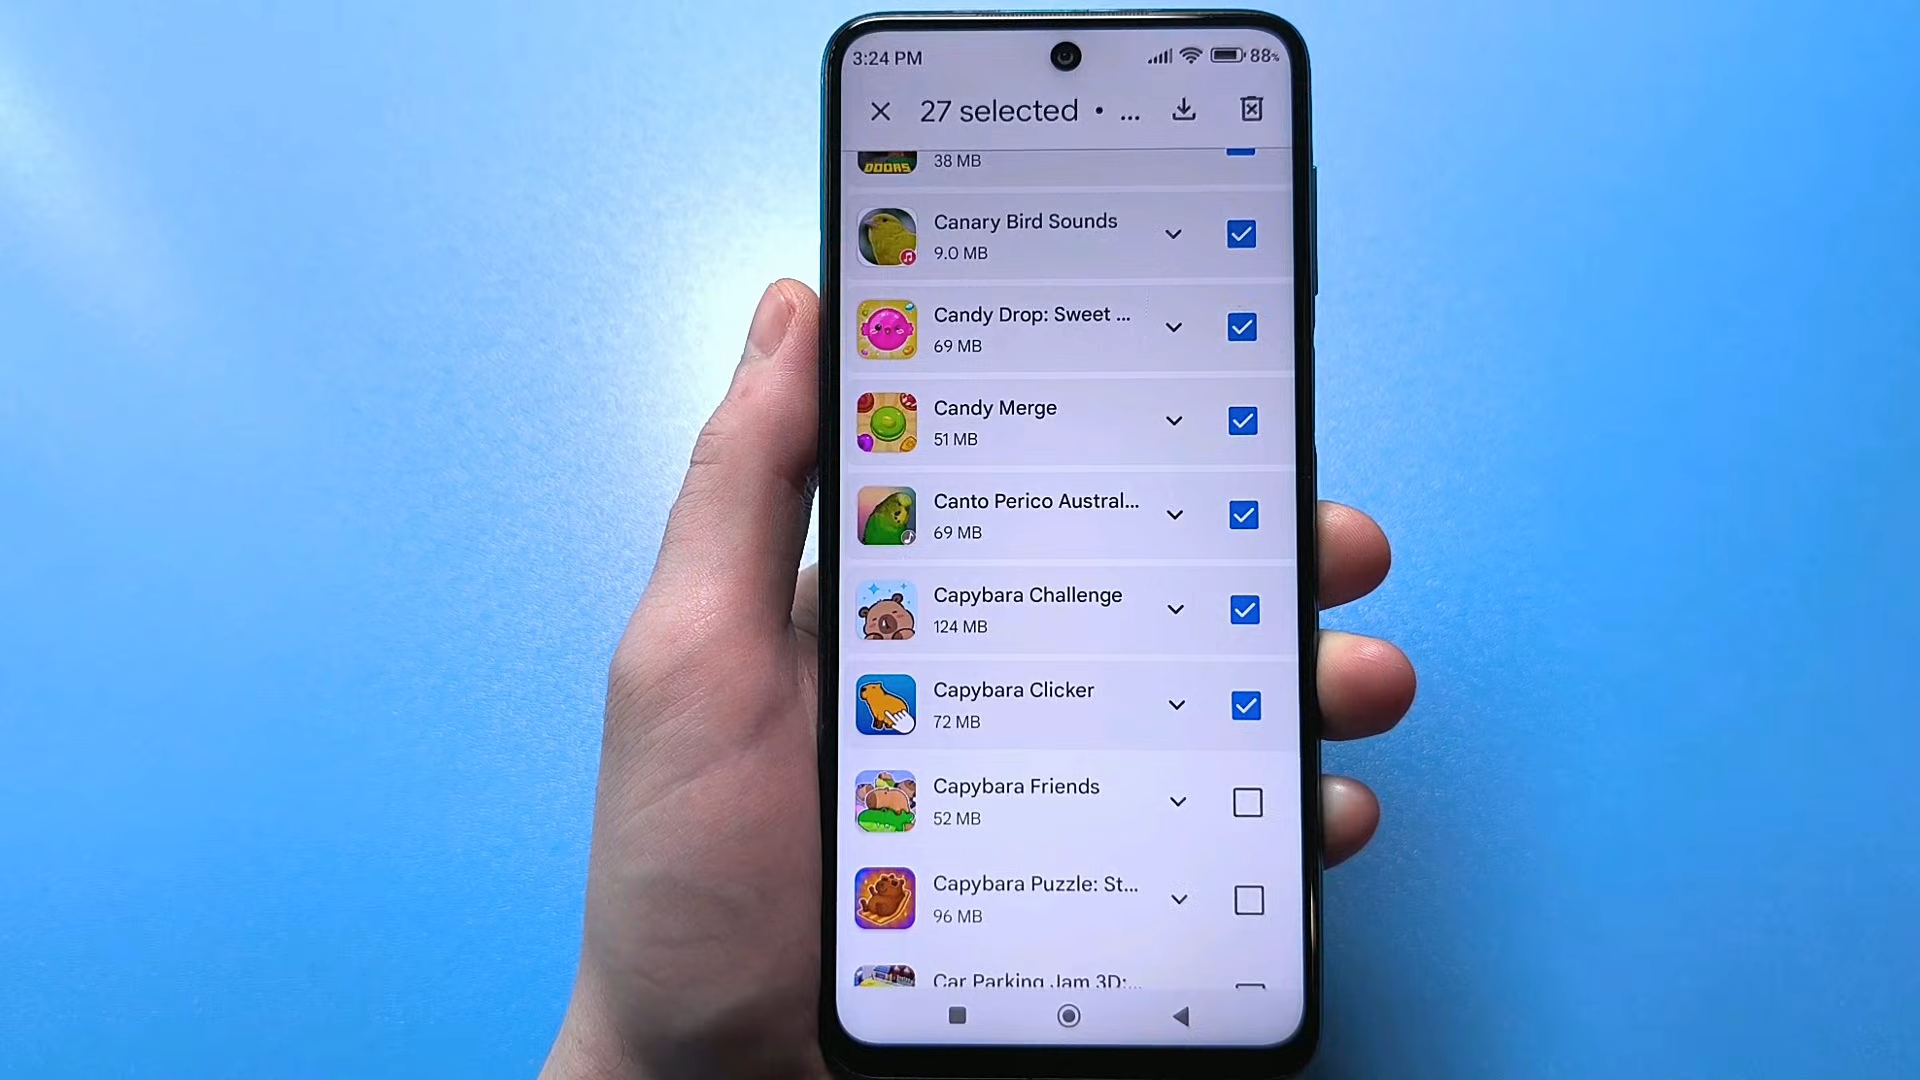 3:24 PM 88%
27 selected • ...
DOORS
38 MB
Canary Bird Sounds
9.0 MB
Candy Drop: Sweet ...
69 MB
Candy Merge
51 MB
Canto Perico Austral...
69 MB
Capybara Challenge
124 MB
Capybara Clicker
72 MB
Capybara Friends
52 MB
Capybara Puzzle: St...
96 MB
Car Parking Jam 3D:...